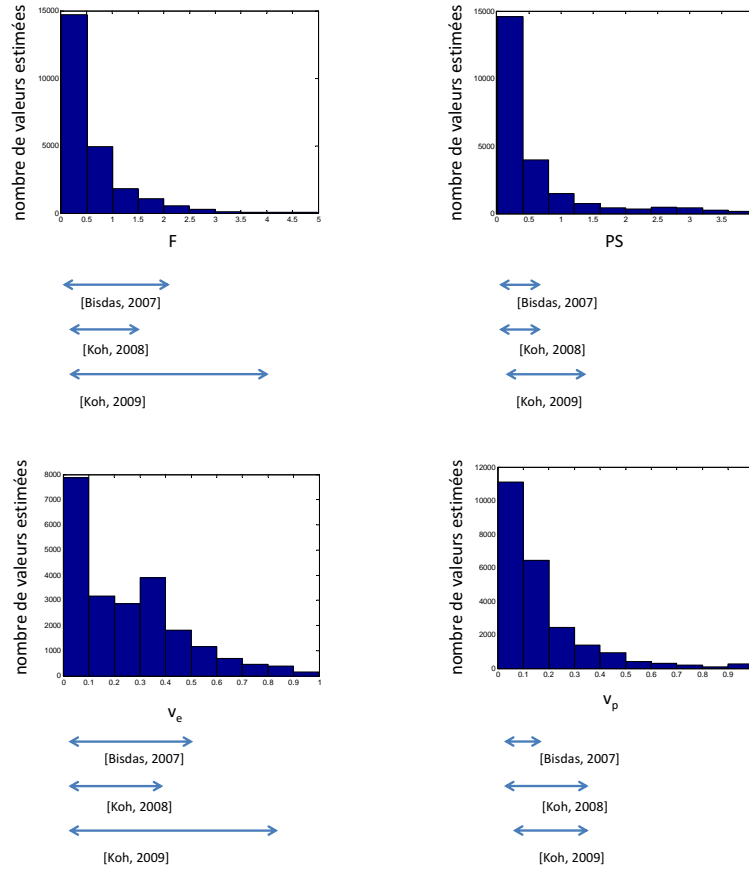 nombre de valeurs estimées
15000
10000
5000
0
0 0.5 1 1.5 2 2.5 3 3.5 4 4.5 5
F
[Bisdas, 2007]
[Koh, 2008]
[Koh, 2009]
nombre de valeurs estimées
15000
10000
5000
0
0 0.5 1 1.5 2 2.5 3 3.5
PS
[Bisdas, 2007]
[Koh, 2008]
[Koh, 2009]
nombre de valeurs estimées
8000
7000
6000
5000
4000
3000
2000
1000
0
0 0.1 0.2 0.3 0.4 0.5 0.6 0.7 0.8 0.9 1
vₑ
[Bisdas, 2007]
[Koh, 2008]
[Koh, 2009]
nombre de valeurs estimées
12000
10000
8000
6000
4000
2000
0
0 0.1 0.2 0.3 0.4 0.5 0.6 0.7 0.8 0.9
vₚ
[Bisdas, 2007]
[Koh, 2008]
[Koh, 2009]